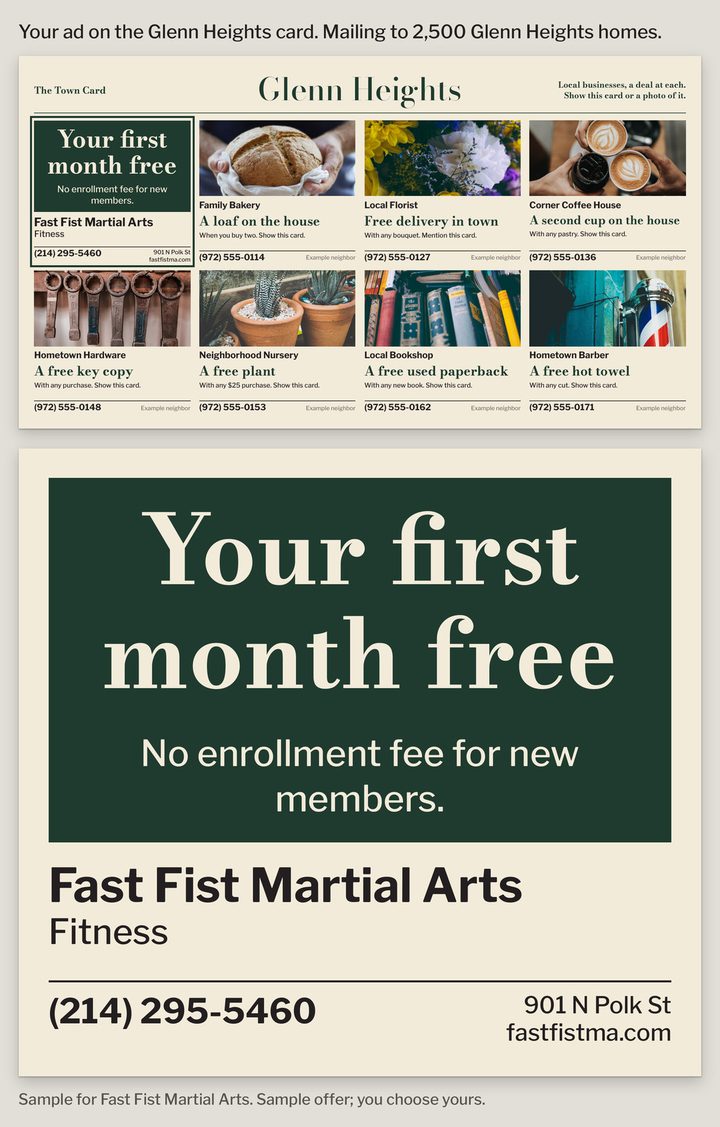 Your ad on the Glenn Heights card. Mailing to 2,500 Glenn Heights homes.
The Town Card
Glenn Heights
Local businesses, a deal at each.
Show this card or a photo of it.
Your first
month free
No enrollment fee for new
members.
Fast Fist Martial Arts
Fitness
(214) 295-5460
901 N Polk St
fastfistma.com
Family Bakery
A loaf on the house
When you buy two. Show this card.
(972) 555-0114
Example neighbor
Local Florist
Free delivery in town
With any bouquet. Mention this card.
(972) 555-0127
Example neighbor
Corner Coffee House
A second cup on the house
With any pastry. Show this card.
(972) 555-0136
Example neighbor
Hometown Hardware
A free key copy
With any purchase. Show this card.
(972) 555-0148
Example neighbor
Neighborhood Nursery
A free plant
With any $25 purchase. Show this card.
(972) 555-0153
Example neighbor
Local Bookshop
A free used paperback
With any new book. Show this card.
(972) 555-0162
Example neighbor
Hometown Barber
A free hot towel
With any cut. Show this card.
(972) 555-0171
Example neighbor
Your first
month free
No enrollment fee for new
members.
Fast Fist Martial Arts
Fitness
(214) 295-5460
901 N Polk St
fastfistma.com
Sample for Fast Fist Martial Arts. Sample offer; you choose yours.